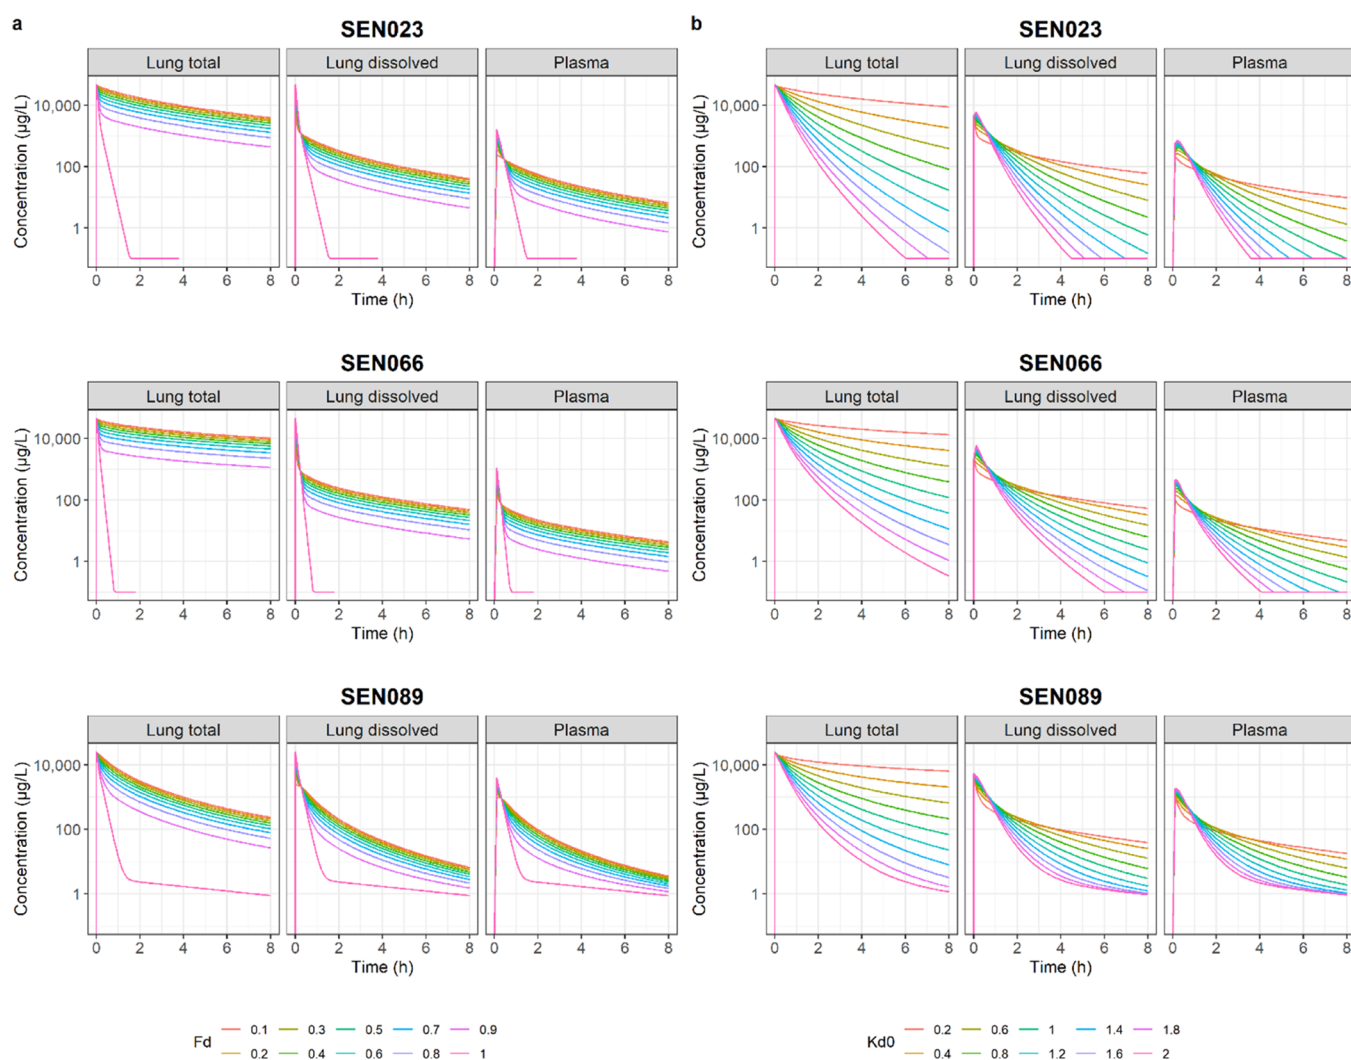 a
SEN023
Lung total Lung dissolved Plasma
Concentration (µg/L)
10,000
100
1
0 2 4 6 8 0 2 4 6 8 0 2 4 6 8
Time (h)
SEN066
Lung total Lung dissolved Plasma
Concentration (µg/L)
10,000
100
1
0 2 4 6 8 0 2 4 6 8 0 2 4 6 8
Time (h)
SEN089
Lung total Lung dissolved Plasma
Concentration (µg/L)
10,000
100
1
0 2 4 6 8 0 2 4 6 8 0 2 4 6 8
Time (h)
Fd
0.1 0.3 0.5 0.7 0.9
0.2 0.4 0.6 0.8 1
b
SEN023
Lung total Lung dissolved Plasma
Concentration (µg/L)
10,000
100
1
0 2 4 6 8 0 2 4 6 8 0 2 4 6 8
Time (h)
SEN066
Lung total Lung dissolved Plasma
Concentration (µg/L)
10,000
100
1
0 2 4 6 8 0 2 4 6 8 0 2 4 6 8
Time (h)
SEN089
Lung total Lung dissolved Plasma
Concentration (µg/L)
10,000
100
1
0 2 4 6 8 0 2 4 6 8 0 2 4 6 8
Time (h)
Kd0
0.2 0.6 1 1.4 1.8
0.4 0.8 1.2 1.6 2